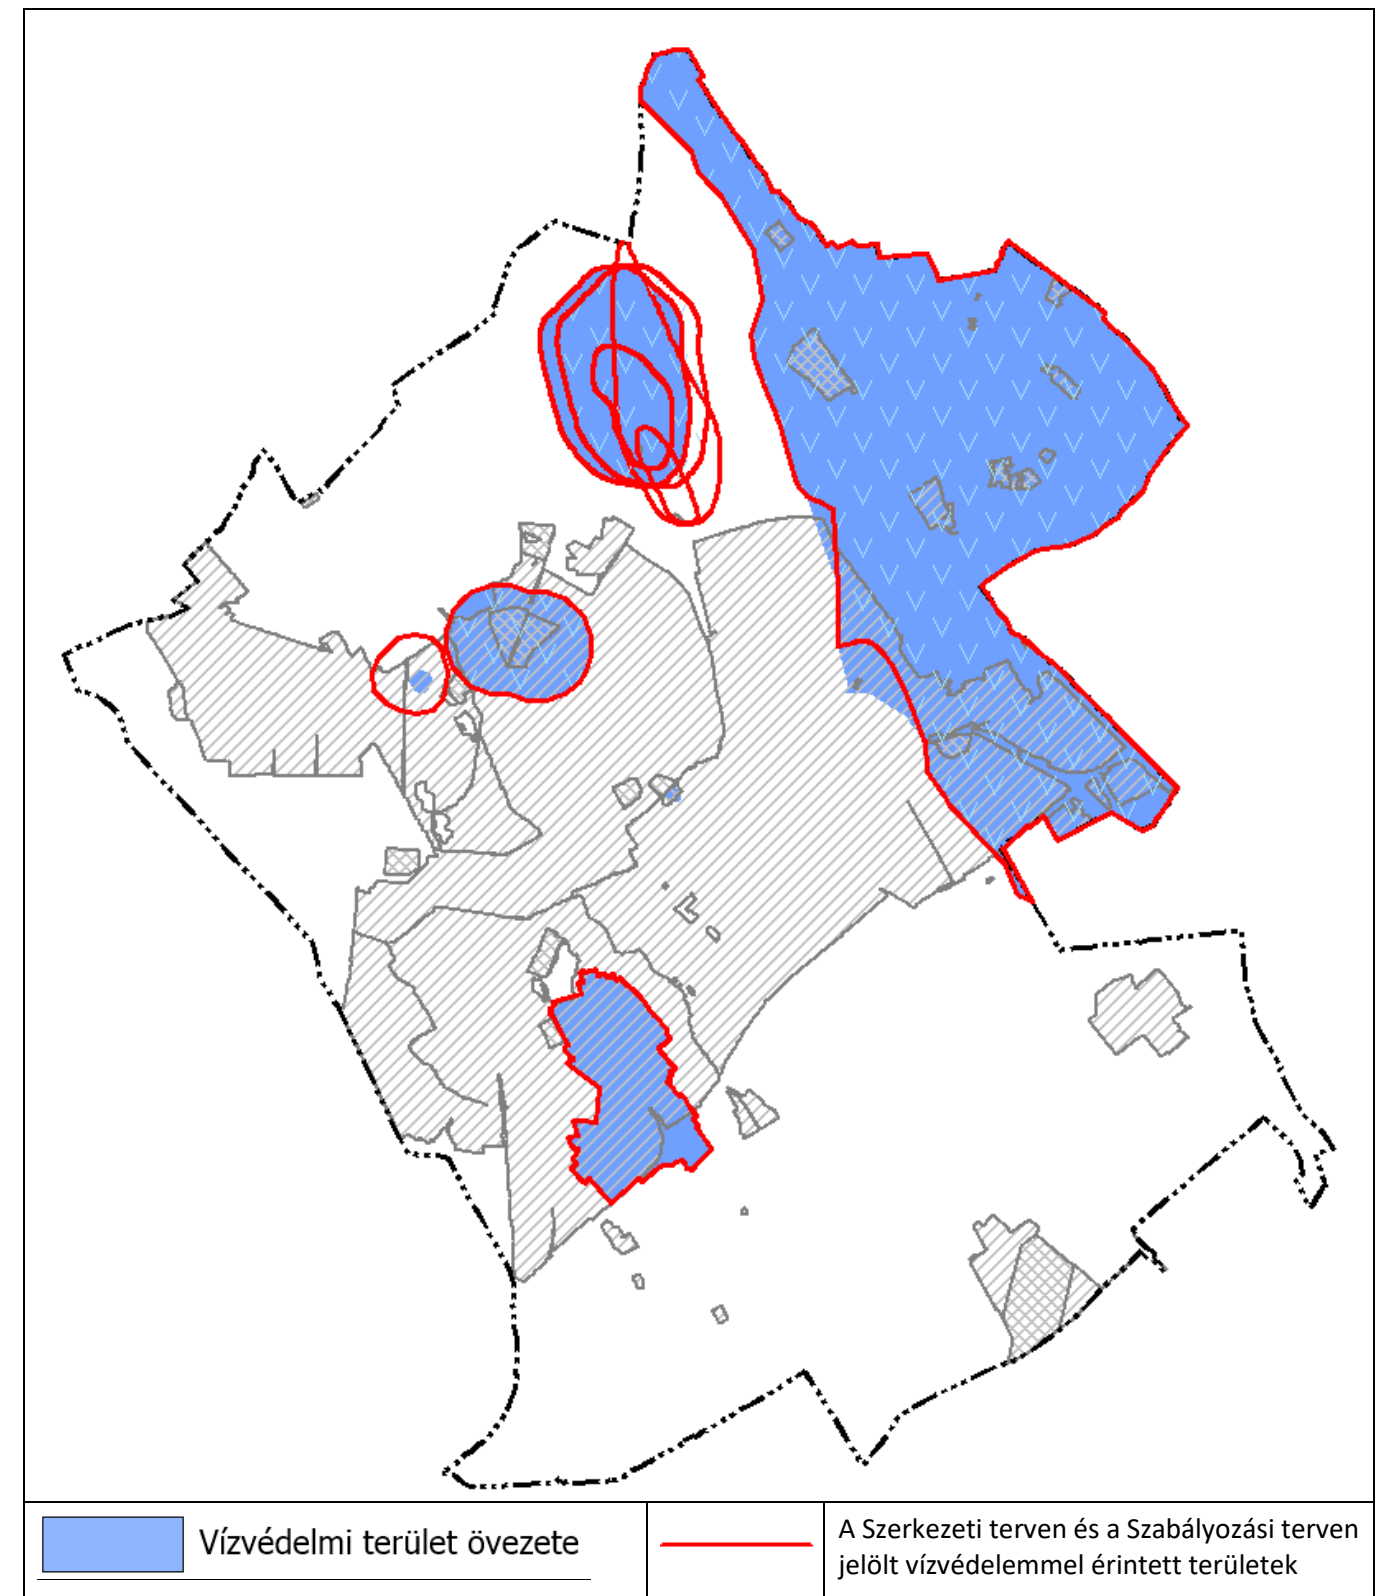 Vízvédelmi terület övezete
A Szerkezeti terven és a Szabályozási terven
jelölt vízvédelemmel érintett területek